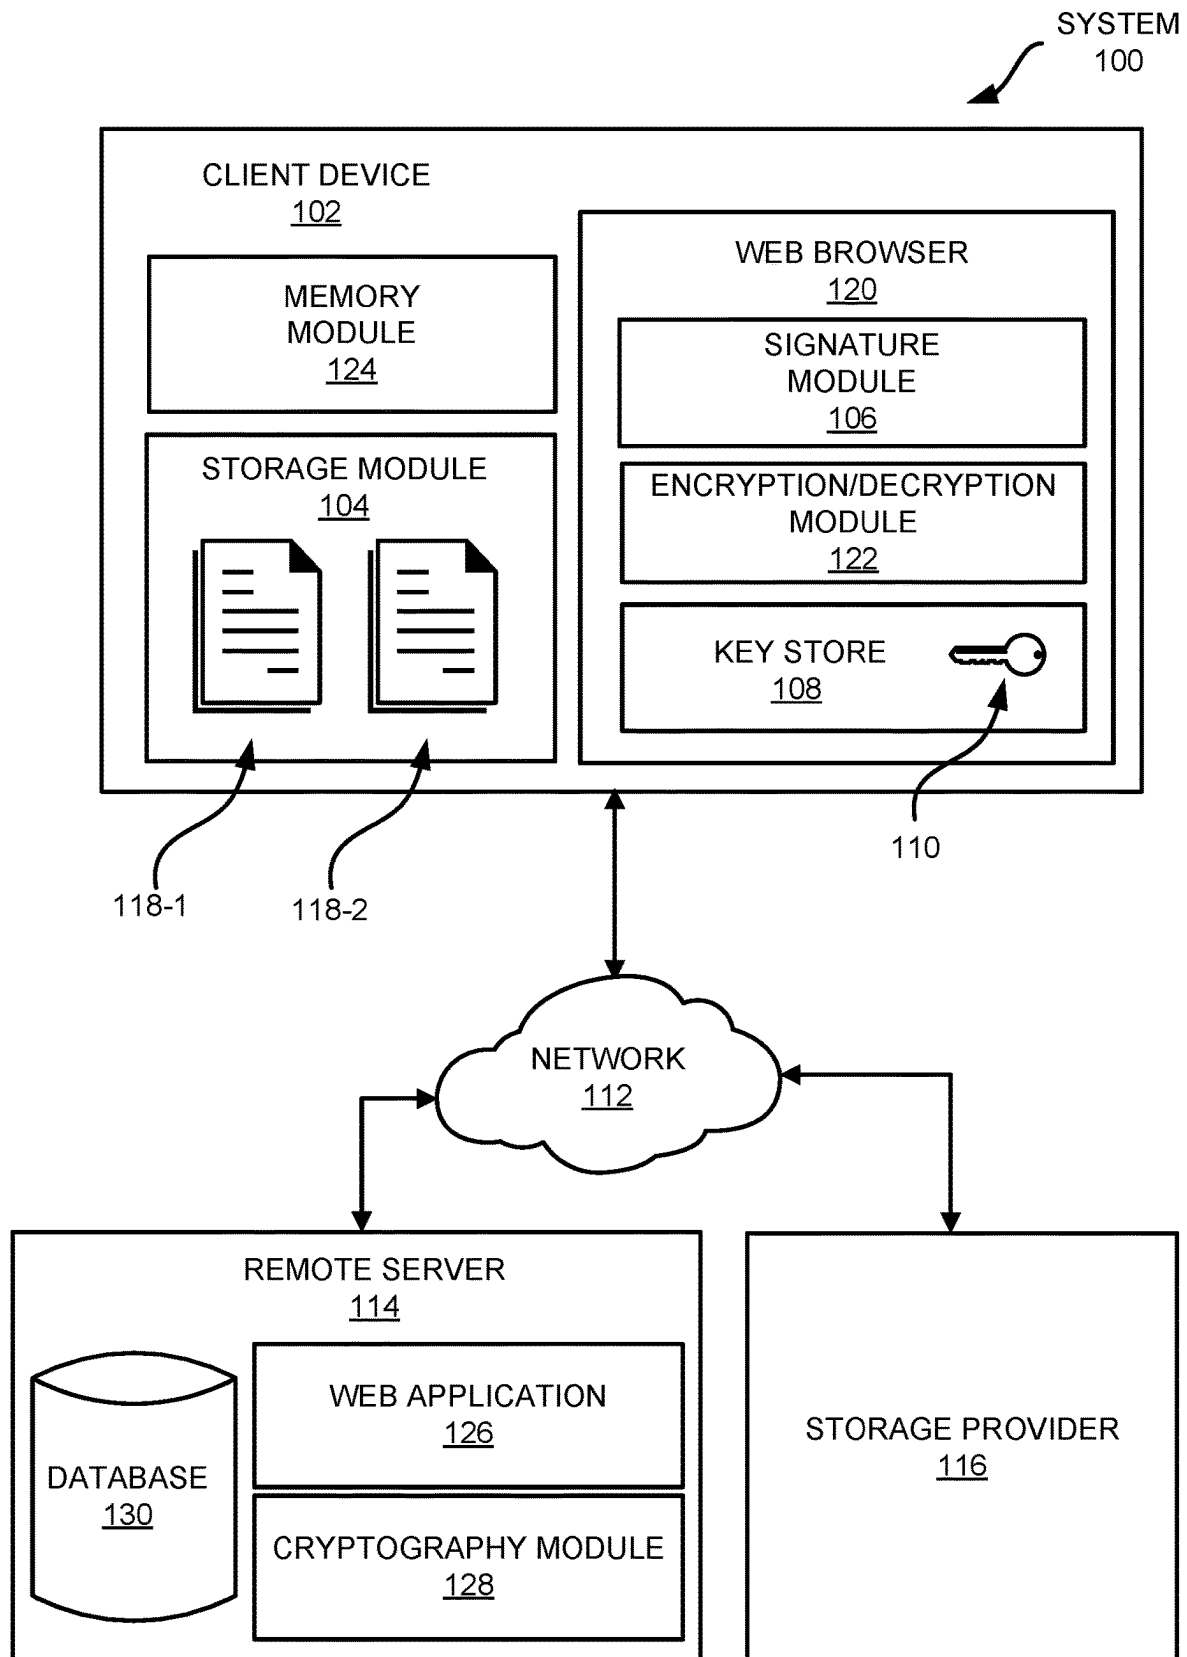 SYSTEM
100
CLIENT DEVICE
102
MEMORY
MODULE
124
STORAGE MODULE
104
WEB BROWSER
120
SIGNATURE
MODULE
106
ENCRYPTION/DECRYPTION
MODULE
122
KEY STORE
108
110
118-1
118-2
NETWORK
112
REMOTE SERVER
114
DATABASE
130
WEB APPLICATION
126
CRYPTOGRAPHY MODULE
128
STORAGE PROVIDER
116